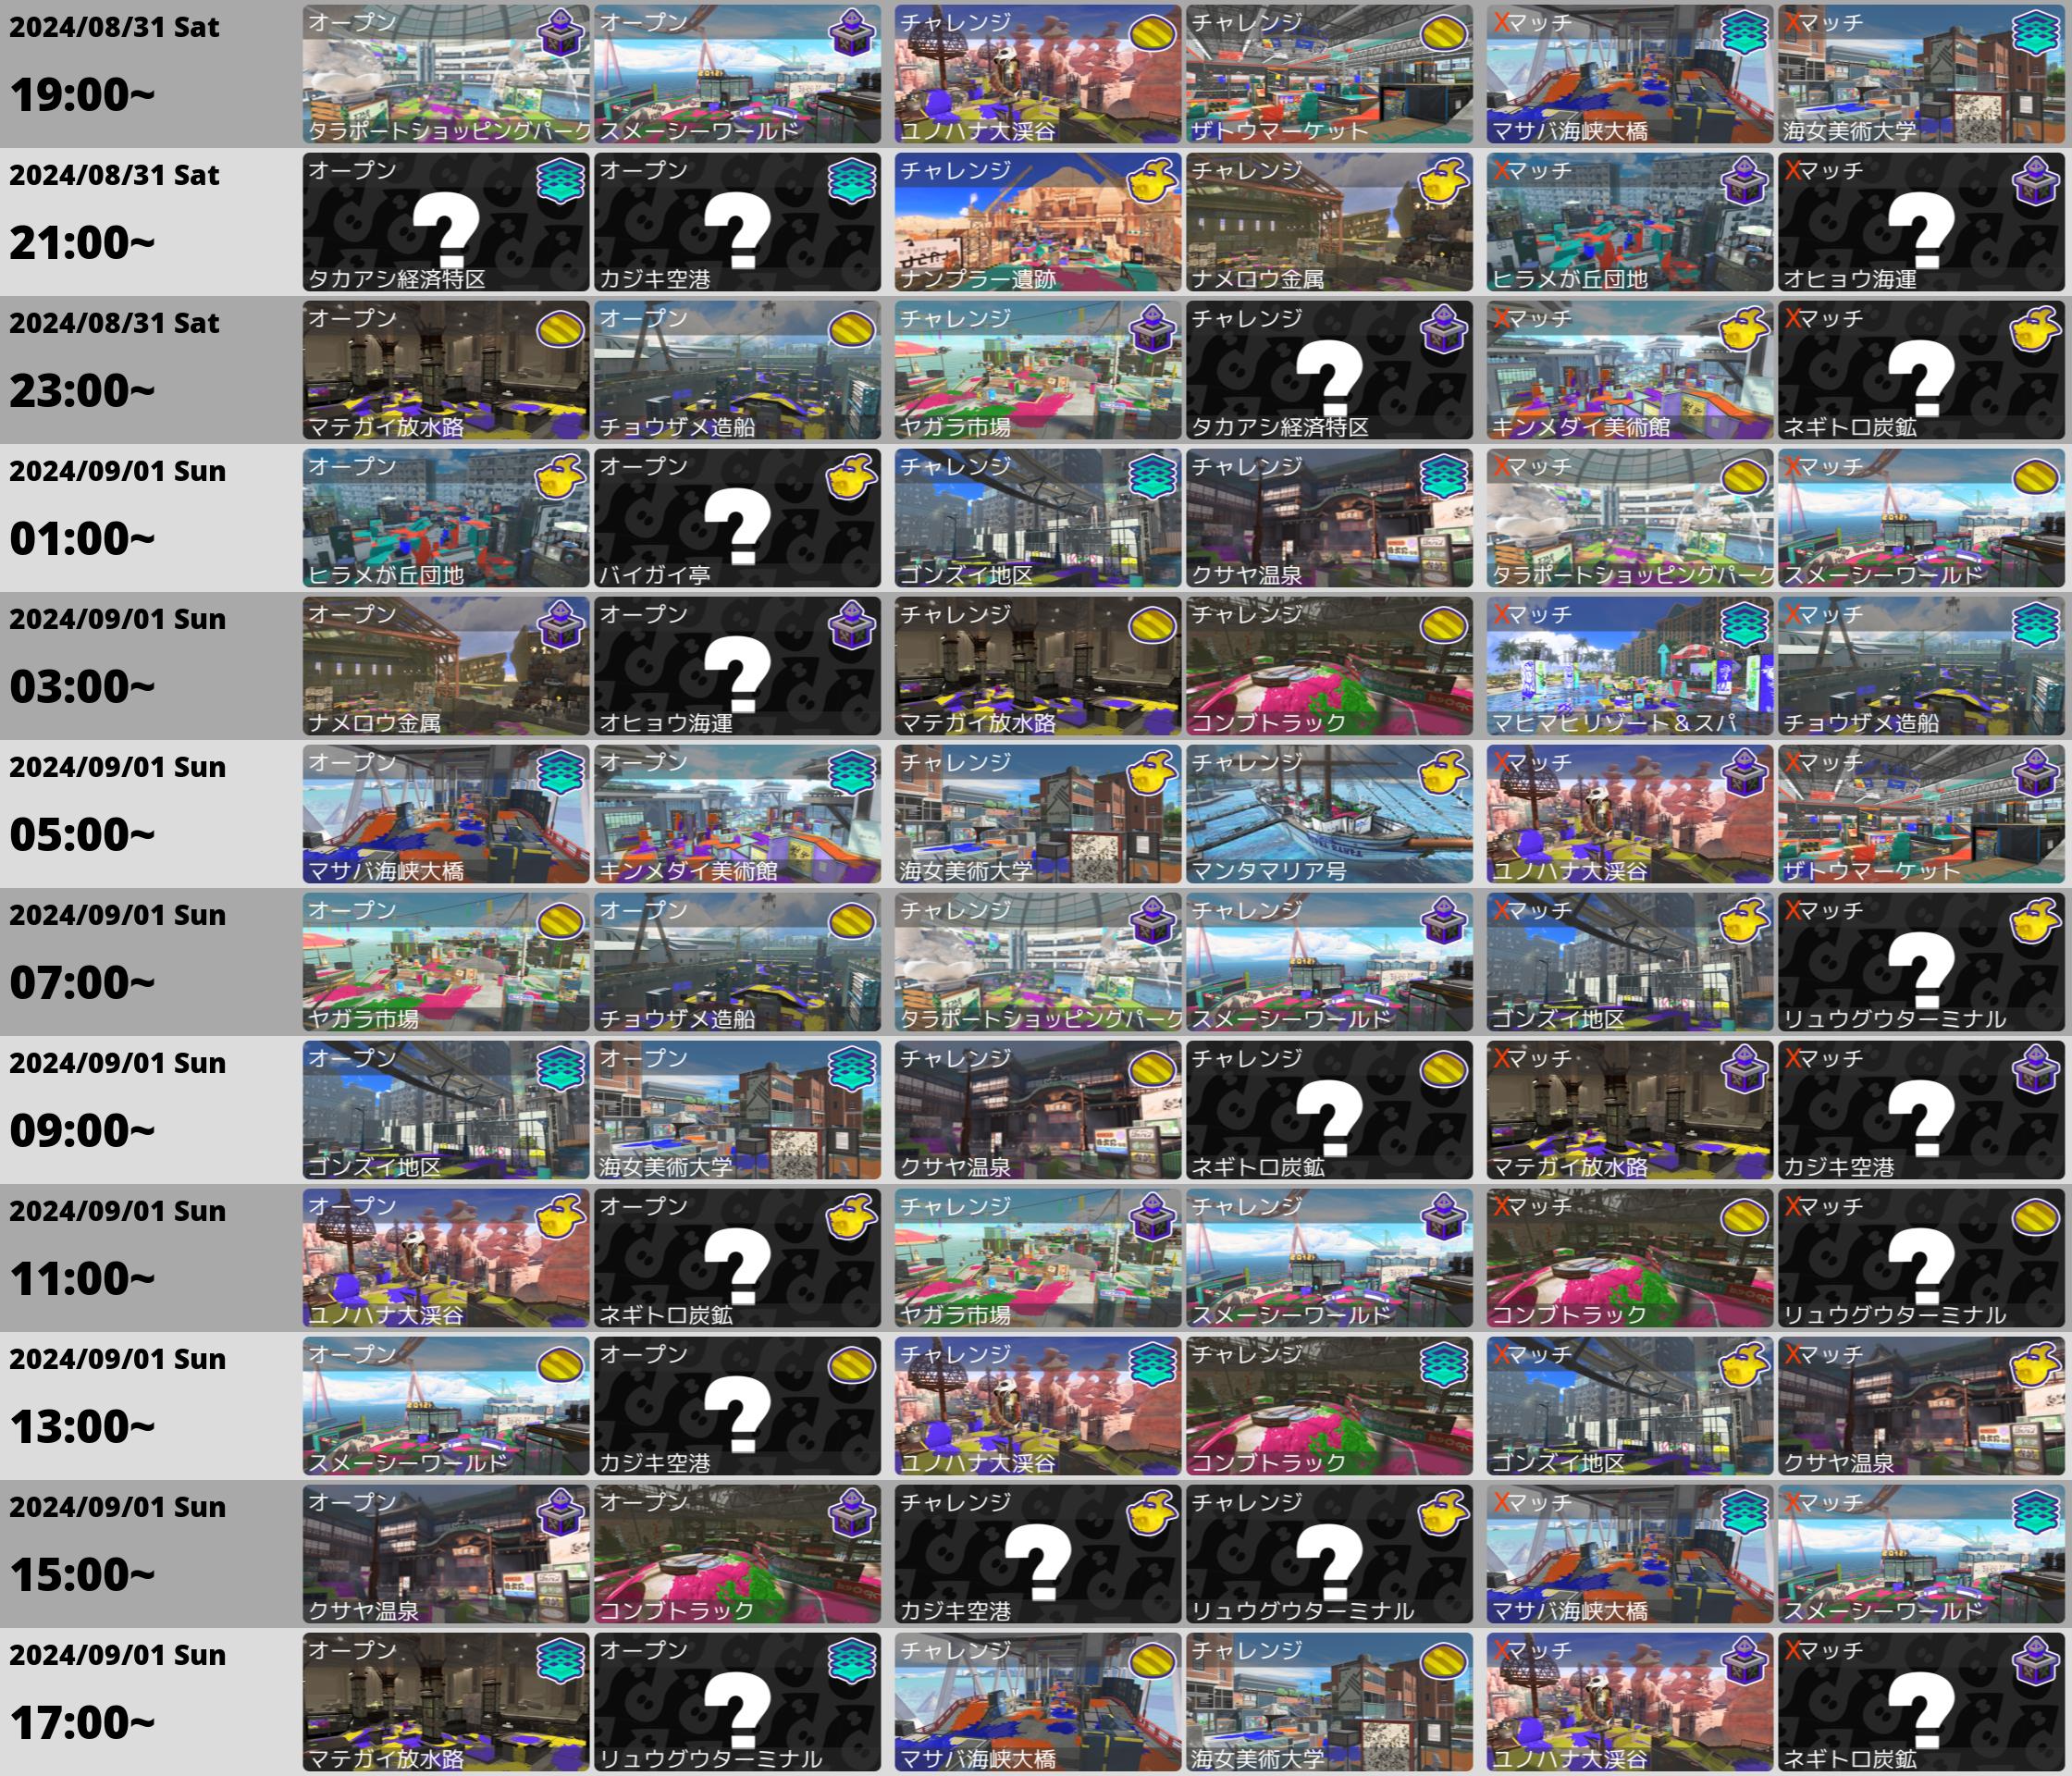 2024/08/31 Sat
19:00~
オープン
タラポートショッピングパーク
オープン
スメーシーワールド
チャレンジ
ユノハナ大渓谷
チャレンジ
ザトウマーケット
Xマッチ
マサバ海峡大橋
Xマッチ
海女美術大学
2024/08/31 Sat
21:00~
オープン
?
タカアシ経済特区
オープン
?
カジキ空港
チャレンジ
ナンプラー遺跡
チャレンジ
ナメロウ金属
Xマッチ
ヒラメが丘団地
Xマッチ
?
オヒョウ海運
2024/08/31 Sat
23:00~
オープン
マテガイ放水路
オープン
チョウザメ造船
チャレンジ
ヤガラ市場
チャレンジ
?
タカアシ経済特区
Xマッチ
キンメダイ美術館
Xマッチ
?
ネギトロ炭鉱
2024/09/01 Sun
01:00~
オープン
ヒラメが丘団地
オープン
?
バイガイ亭
チャレンジ
ゴンズイ地区
チャレンジ
クサヤ温泉
Xマッチ
タラポートショッピングパーク
Xマッチ
スメーシーワールド
2024/09/01 Sun
03:00~
オープン
ナメロウ金属
オープン
?
オヒョウ海運
チャレンジ
マテガイ放水路
チャレンジ
コンブトラック
Xマッチ
マヒマヒリゾート&スパ
Xマッチ
チョウザメ造船
2024/09/01 Sun
05:00~
オープン
マサバ海峡大橋
オープン
キンメダイ美術館
チャレンジ
海女美術大学
チャレンジ
マンタマリア号
Xマッチ
ユノハナ大渓谷
Xマッチ
ザトウマーケット
2024/09/01 Sun
07:00~
オープン
ヤガラ市場
オープン
チョウザメ造船
チャレンジ
タラポートショッピングパーク
チャレンジ
スメーシーワールド
Xマッチ
ゴンズイ地区
Xマッチ
?
リュウグウターミナル
2024/09/01 Sun
09:00~
オープン
ゴンズイ地区
オープン
海女美術大学
チャレンジ
クサヤ温泉
チャレンジ
?
ネギトロ炭鉱
Xマッチ
マテガイ放水路
Xマッチ
?
カジキ空港
2024/09/01 Sun
11:00~
オープン
ユノハナ大渓谷
オープン
?
ネギトロ炭鉱
チャレンジ
ヤガラ市場
チャレンジ
スメーシーワールド
Xマッチ
コンブトラック
Xマッチ
?
リュウグウターミナル
2024/09/01 Sun
13:00~
オープン
スメーシーワールド
オープン
?
カジキ空港
チャレンジ
ユノハナ大渓谷
チャレンジ
コンブトラック
Xマッチ
ゴンズイ地区
Xマッチ
クサヤ温泉
2024/09/01 Sun
15:00~
オープン
クサヤ温泉
オープン
コンブトラック
チャレンジ
?
カジキ空港
チャレンジ
?
リュウグウターミナル
Xマッチ
マサバ海峡大橋
Xマッチ
スメーシーワールド
2024/09/01 Sun
17:00~
オープン
マテガイ放水路
オープン
?
リュウグウターミナル
チャレンジ
マサバ海峡大橋
チャレンジ
海女美術大学
Xマッチ
ユノハナ大渓谷
Xマッチ
?
ネギトロ炭鉱